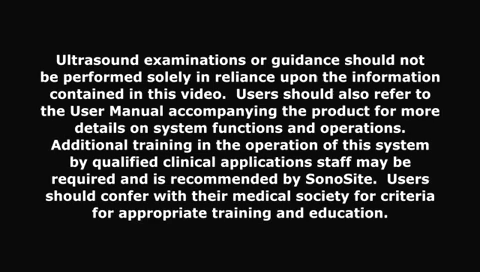 Ultrasound examinations or guidance should not
be performed solely in reliance upon the information
contained in this video.  Users should also refer to
the User Manual accompanying the product for more
details on system functions and operations.
Additional training in the operation of this system
by qualified clinical applications staff may be
required and is recommended by SonoSite.  Users
should confer with their medical society for criteria
for appropriate training and education.